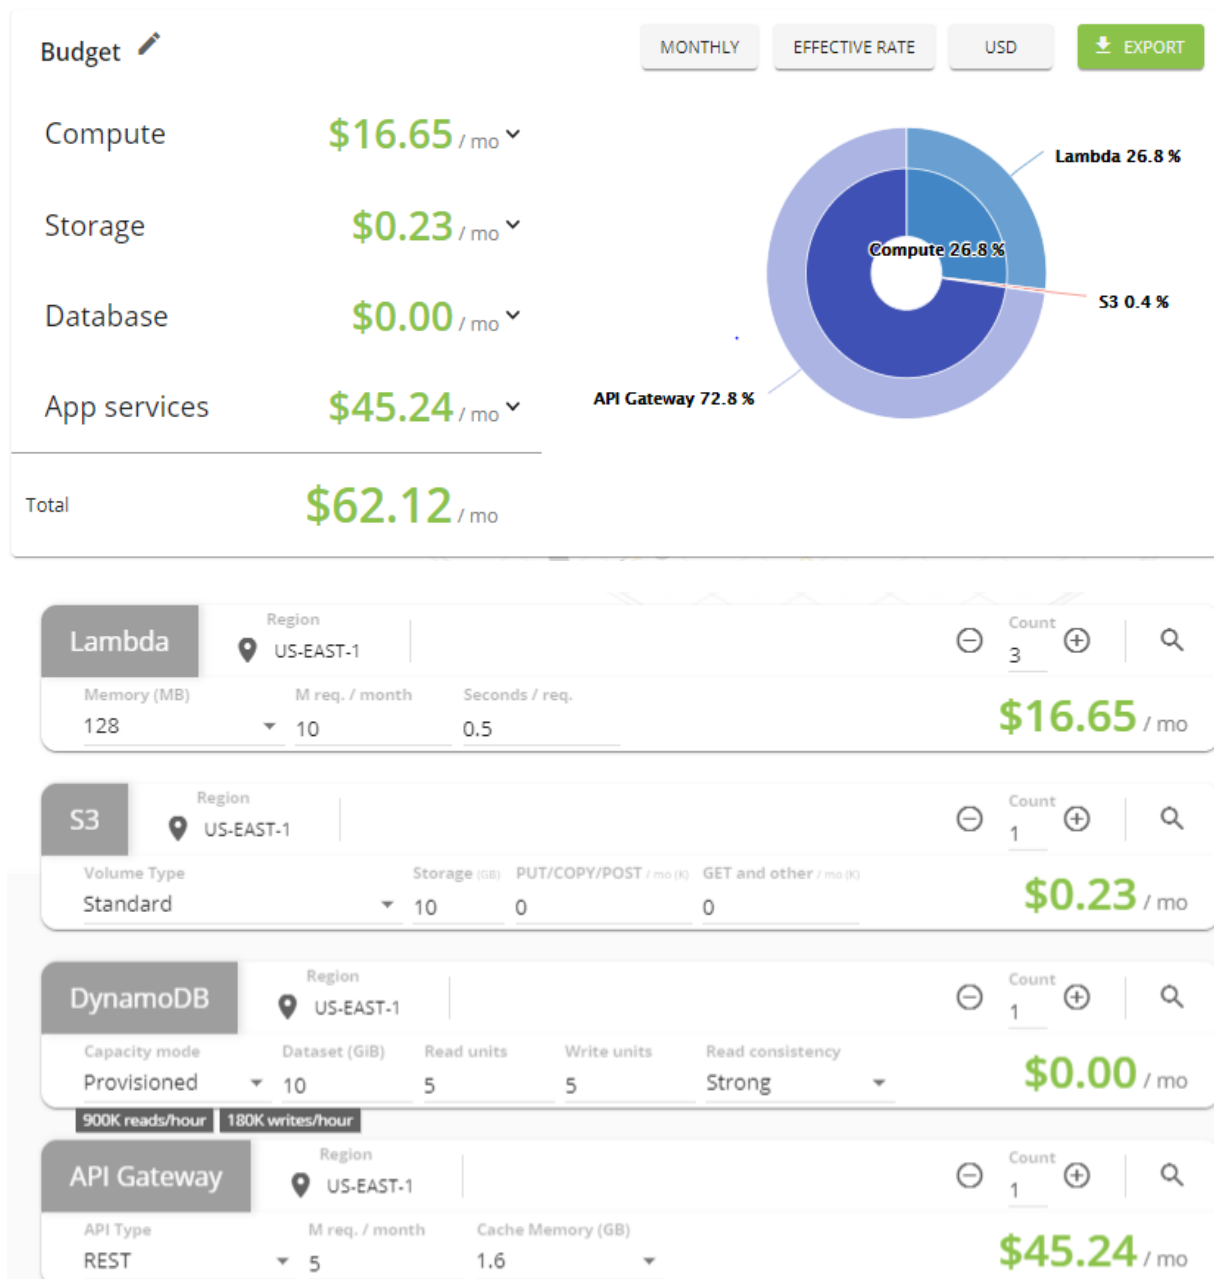 Budget
MONTHLY EFFECTIVE RATE USD EXPORT
Compute $16.65 / mo
Storage $0.23 / mo
Database $0.00 / mo
App services $45.24 / mo
Total $62.12 / mo
Lambda 26.8 %
Compute 26.8 %
S3 0.4 %
API Gateway 72.8 %
Lambda Region US-EAST-1 Count 3
Memory (MB) M req. / month Seconds / req.
128 10 0.5 $16.65 / mo
S3 Region US-EAST-1 Count 1
Volume Type Storage (GB) PUT/COPY/POST / mo (K) GET and other / mo (K)
Standard 10 0 0 $0.23 / mo
DynamoDB Region US-EAST-1 Count 1
Capacity mode Dataset (GiB) Read units Write units Read consistency
Provisioned 10 5 5 Strong $0.00 / mo
900K reads/hour 180K writes/hour
API Gateway Region US-EAST-1 Count 1
API Type M req. / month Cache Memory (GB)
REST 5 1.6 $45.24 / mo